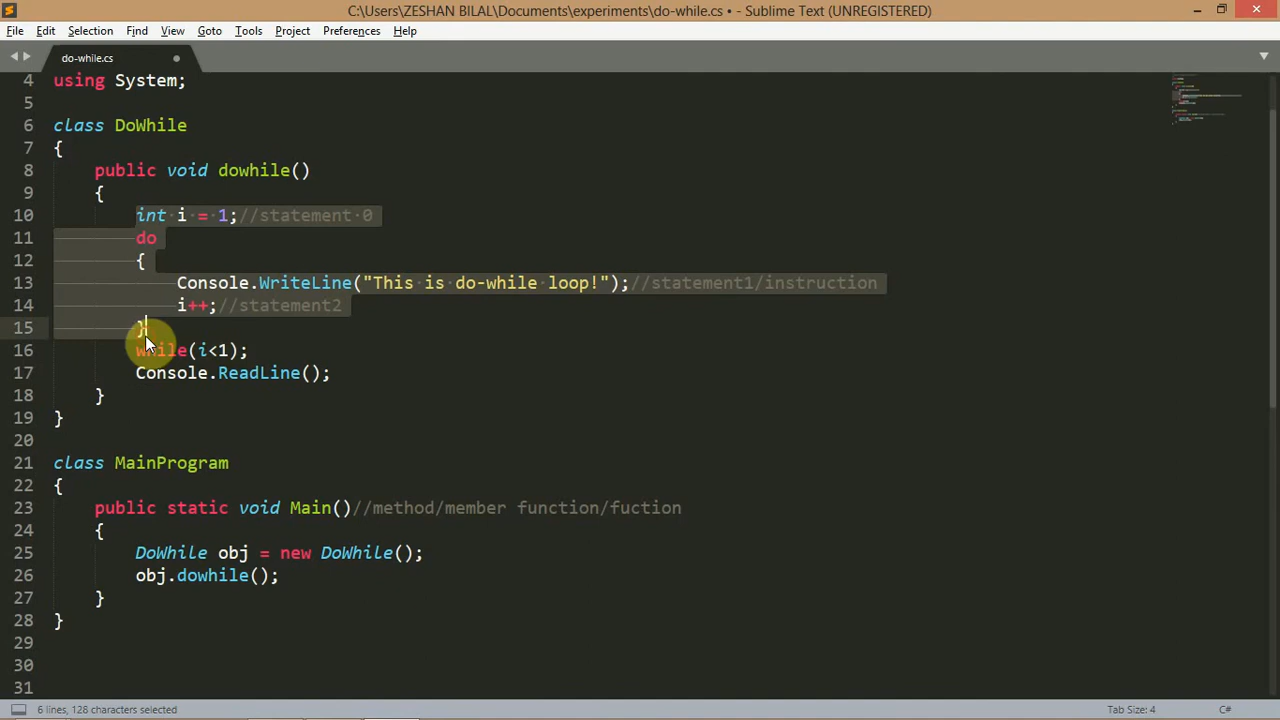 C:\Users\ZESHAN BILAL\Documents\experiments\do-while.cs • - Sublime Text (UNREGISTERED)
File Edit Selection Find View Goto Tools Project Preferences Help
do-while.cs
4 using System;
5
6 class DoWhile
7 {
8 public void dowhile()
9 {
10 int i = 1;//statement 0
11 do
12 {
13 Console.WriteLine("This is do-while loop!");//statement1/instruction
14 i++;//statement2
15 }
16 while(i<1);
17 Console.ReadLine();
18 }
19 }
20
21 class MainProgram
22 {
23 public static void Main()//method/member function/fuction
24 {
25 DoWhile obj = new DoWhile();
26 obj.dowhile();
27 }
28 }
29
30
31
6 lines, 128 characters selected Tab Size: 4 C#